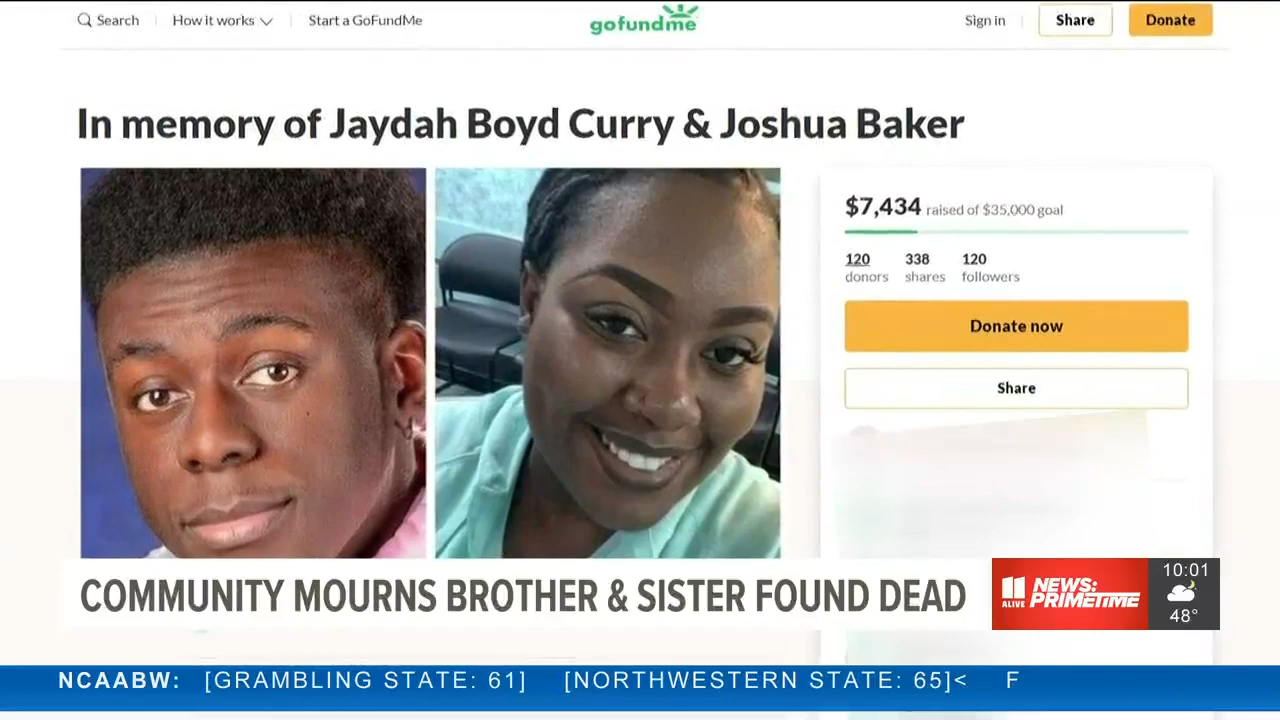 Search
How it works
Start a GoFundMe
gofundme
Sign in
Share
Donate
In memory of Jaydah Boyd Curry & Joshua Baker
$7,434 raised of $35,000 goal
120 338 120
donors shares followers
Donate now
Share
COMMUNITY MOURNS BROTHER & SISTER FOUND DEAD
11 ALIVE NEWS: PRIMETIME
10:01
48°
NCAABW: [GRAMBLING STATE: 61] [NORTHWESTERN STATE: 65]< F